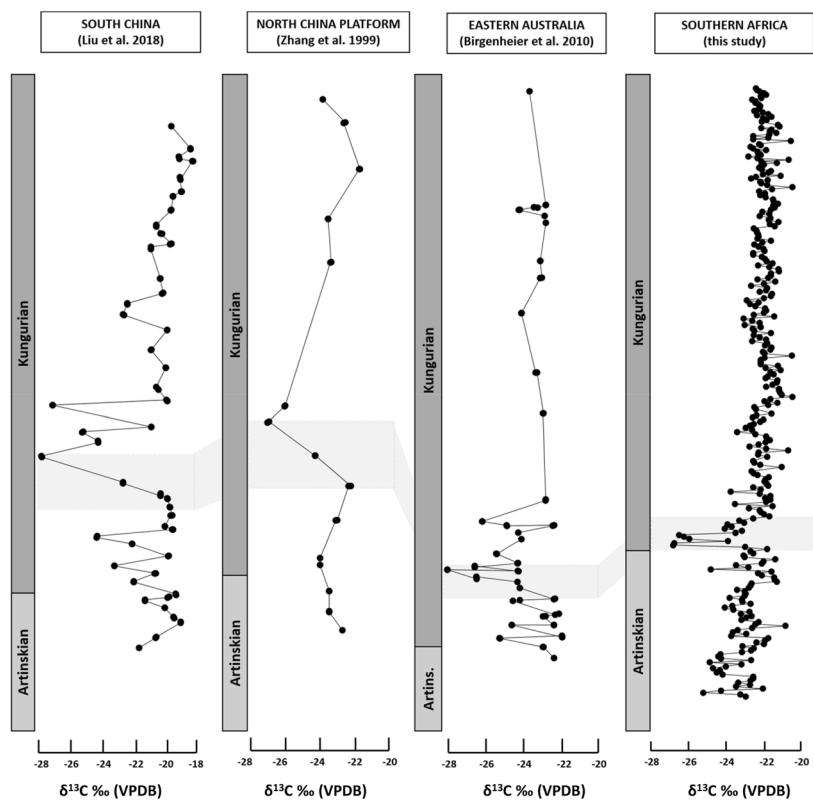 SOUTH CHINA
(Liu et al. 2018)
NORTH CHINA PLATFORM
(Zhang et al. 1999)
EASTERN AUSTRALIA
(Birgenheier et al. 2010)
SOUTHERN AFRICA
(this study)
Kungurian
Artinskian
Kungurian
Artinskian
Kungurian
Artins.
Kungurian
Artinskian
-28 -26 -24 -22 -20 -18
-28 -26 -24 -22 -20
-28 -26 -24 -22 -20
-28 -26 -24 -22 -20
δ¹³C ‰ (VPDB)
δ¹³C ‰ (VPDB)
δ¹³C ‰ (VPDB)
δ¹³C ‰ (VPDB)